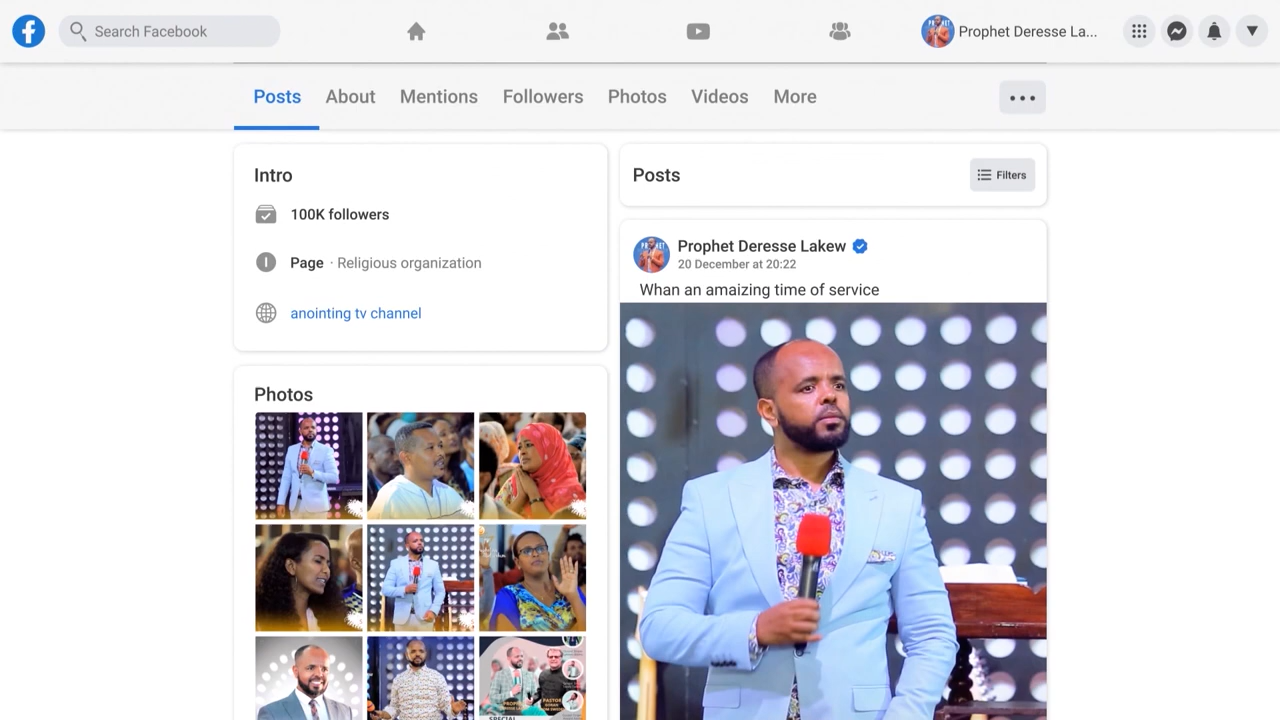 Search Facebook
Prophet Deresse La...
Posts
About
Mentions
Followers
Photos
Videos
More
Intro
100K followers
Page · Religious organization
anointing tv channel
Photos
Posts
Filters
Prophet Deresse Lakew
20 December at 20:22
Whan an amaizing time of service
SPECIAL